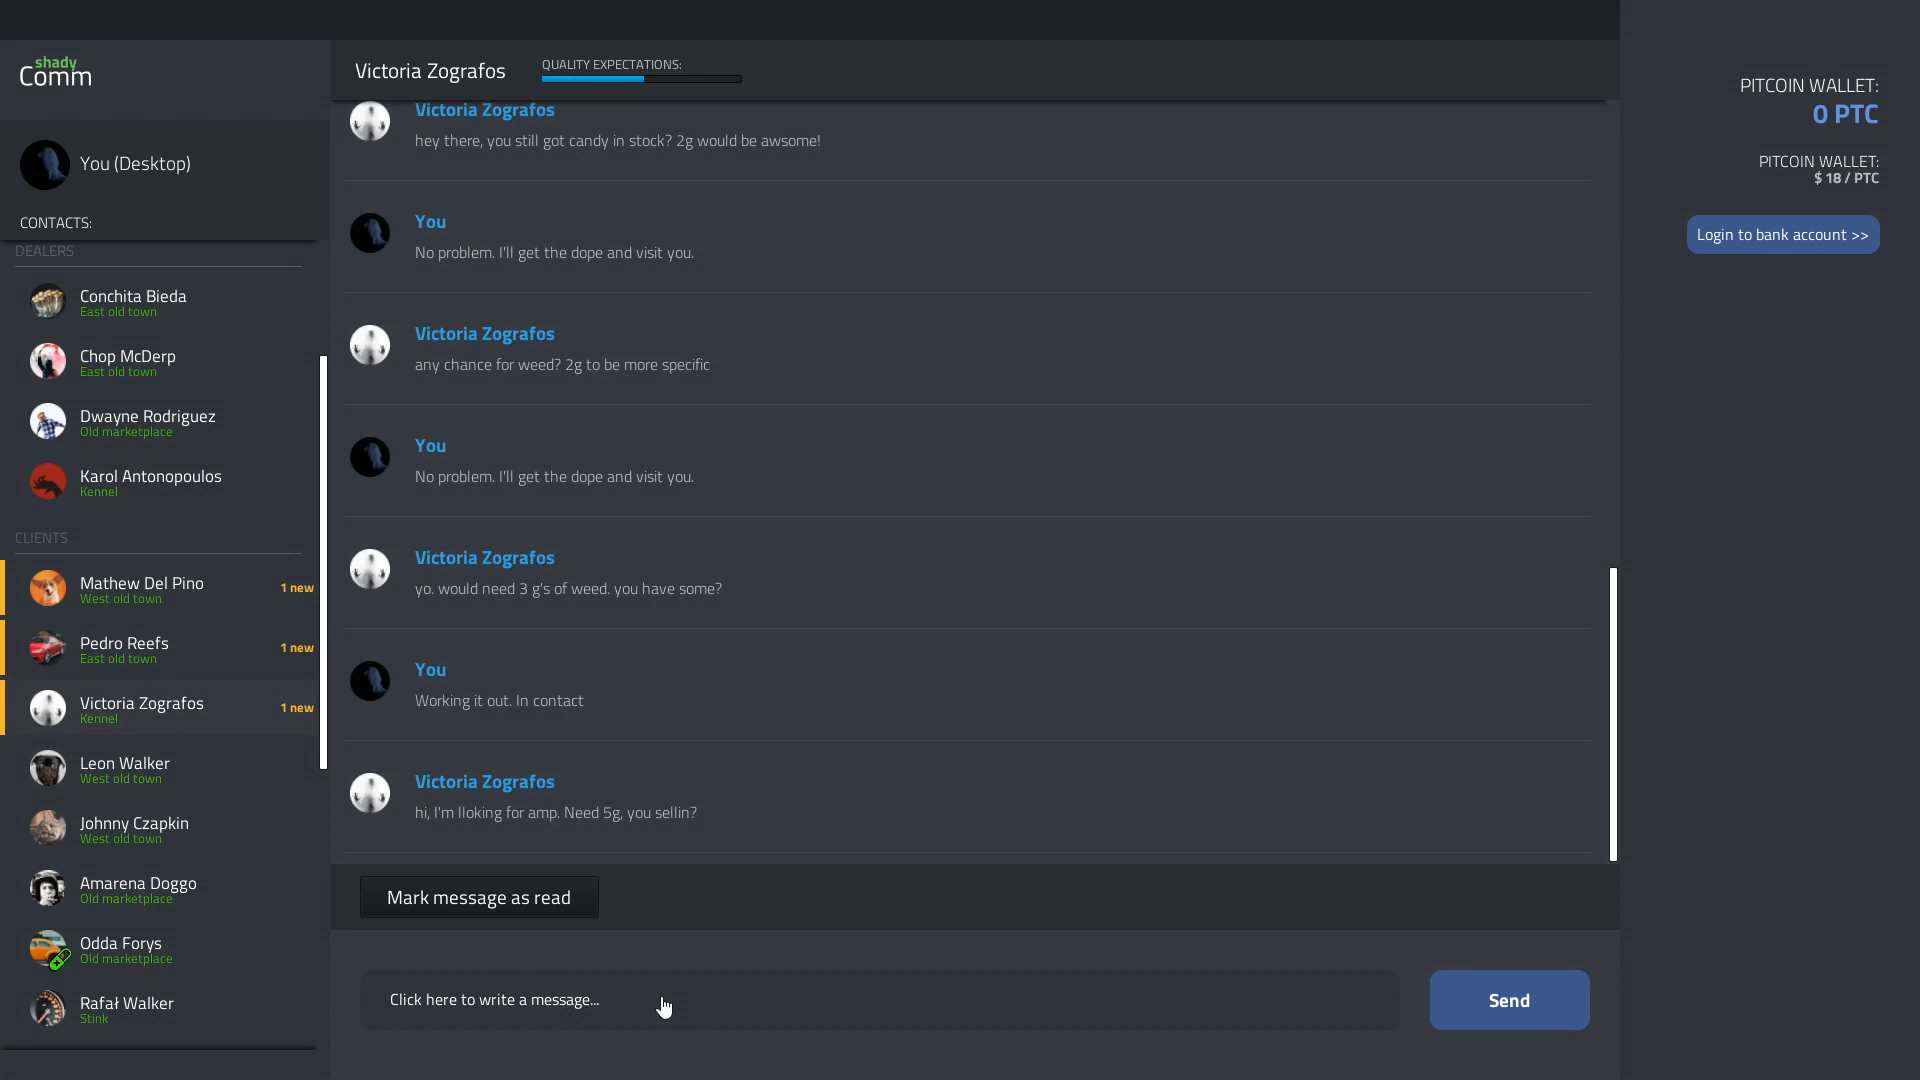 shady
Comm
You (Desktop)
CONTACTS:
DEALERS
Conchita Bieda
East old town
Chop McDerp
East old town
Dwayne Rodriguez
Old marketplace
Karol Antonopoulos
Kennel
CLIENTS
Mathew Del Pino
West old town
1 new
Pedro Reefs
East old town
1 new
Victoria Zografos
Kennel
1 new
Leon Walker
West old town
Johnny Czapkin
West old town
Amarena Doggo
Old marketplace
Odda Forys
Old marketplace
Rafał Walker
Stink
Victoria Zografos
QUALITY EXPECTATIONS:
Victoria Zografos
hey there, you still got candy in stock? 2g would be awsome!
You
No problem. I'll get the dope and visit you.
Victoria Zografos
any chance for weed? 2g to be more specific
You
No problem. I'll get the dope and visit you.
Victoria Zografos
yo. would need 3 g's of weed. you have some?
You
Working it out. In contact
Victoria Zografos
hi, I'm lloking for amp. Need 5g, you sellin?
Mark message as read
Click here to write a message...
Send
PITCOIN WALLET:
0 PTC
PITCOIN WALLET:
$ 18 / PTC
Login to bank account >>